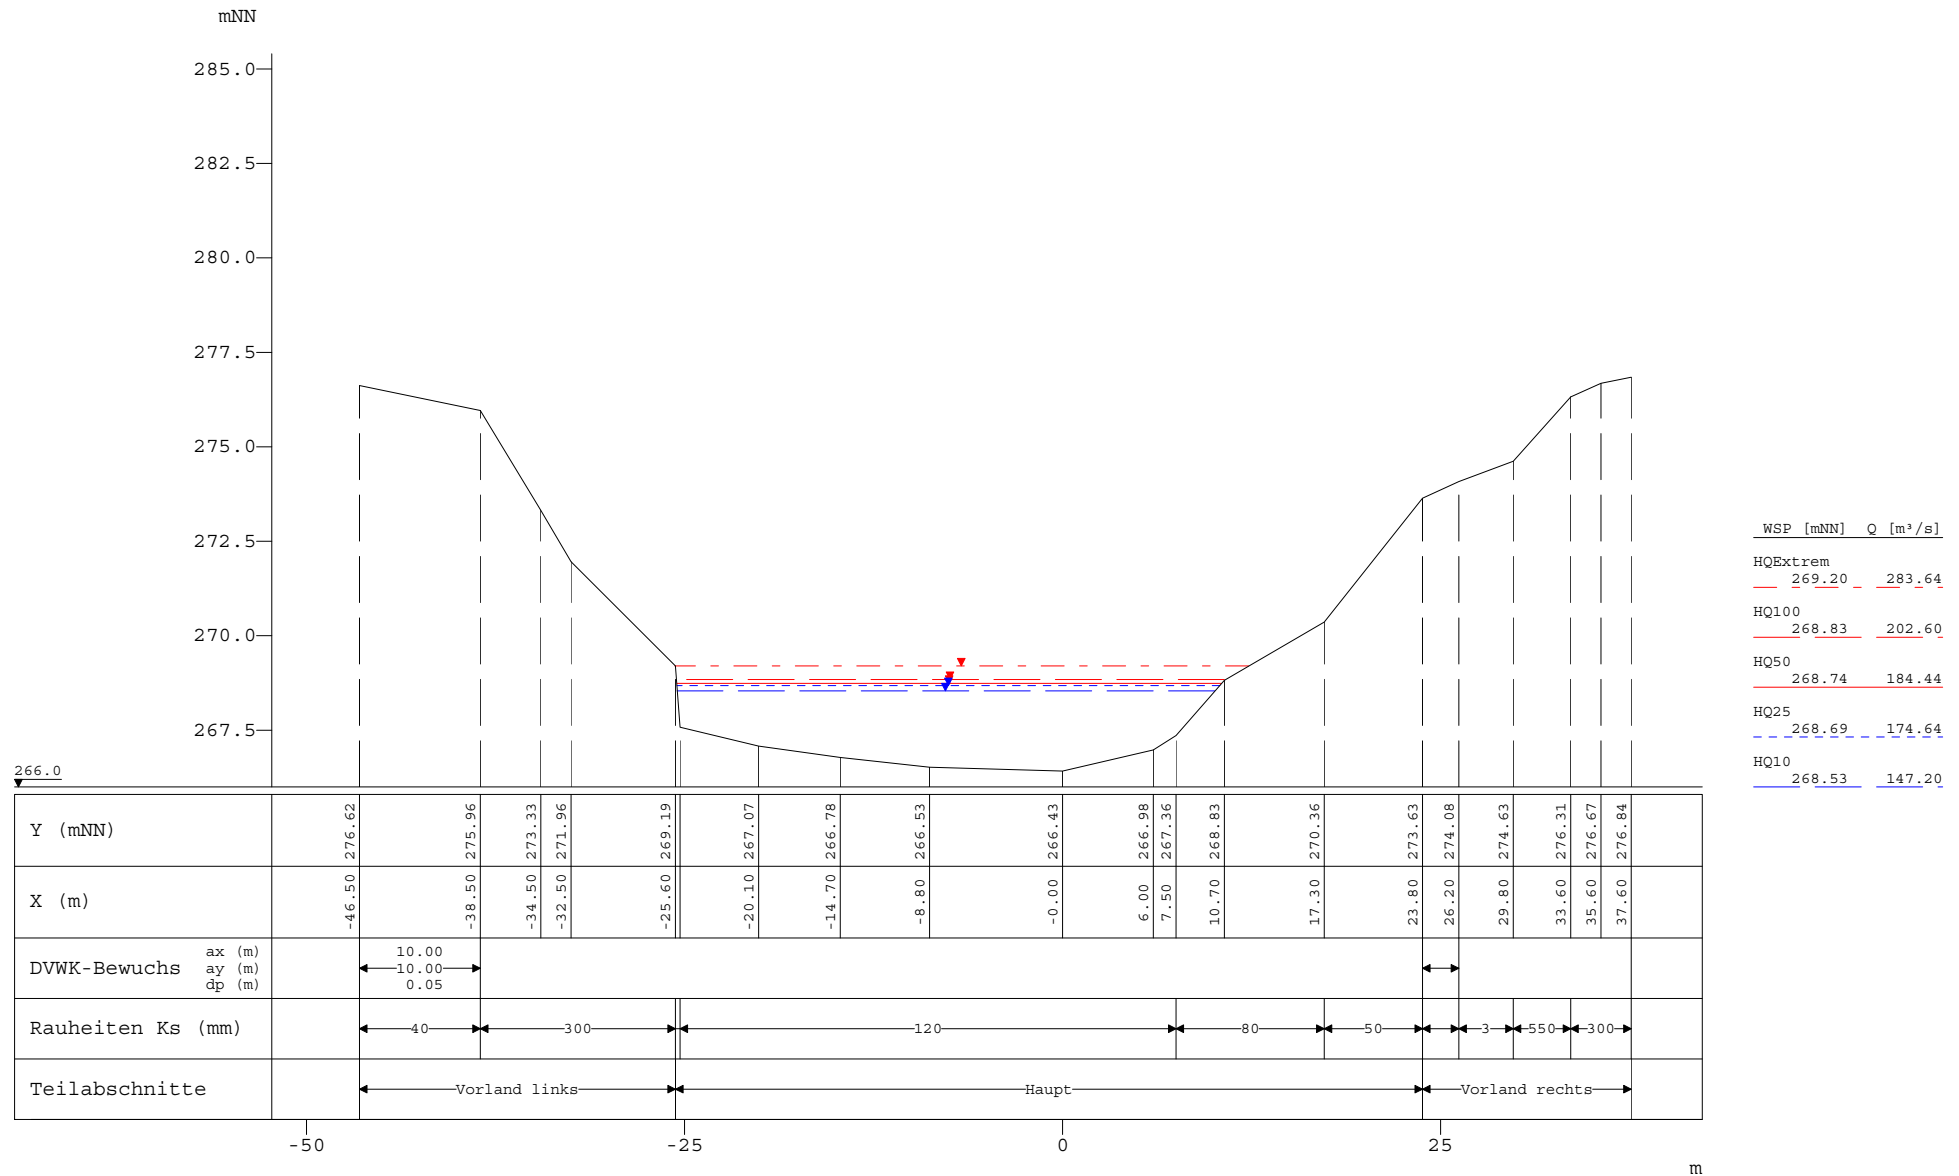 mNN
285.0
282.5
280.0
277.5
275.0
272.5
270.0
267.5
266.0
WSP [mNN] Q [m³/s]
HQExtrem
269.20 283.64
HQ100
268.83 202.60
HQ50
268.74 184.44
HQ25
268.69 174.64
HQ10
268.53 147.20
Y (mNN) 276.62 275.96 273.33 271.96 269.19 267.07 266.78 266.53 266.43 266.98 267.36 268.83 270.36 273.63 274.08 274.63 276.31 276.67 276.84
X (m) -46.50 -38.50 -34.50 -32.50 -25.60 -20.10 -14.70 -8.80 -0.00 6.00 7.50 10.70 17.30 23.80 26.20 29.80 33.60 35.60 37.60
ax (m) 10.00
DVWK-Bewuchs ay (m) 10.00
dp (m) 0.05
Rauheiten Ks (mm) 40 300 120 80 50 3 550 300
Teilabschnitte Vorland links Haupt Vorland rechts
-50 -25 0 25
m